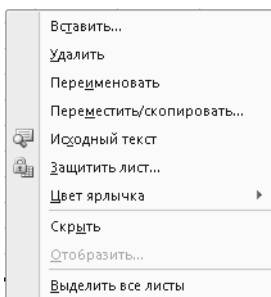 Вставить...
Удалить
Переименовать
Переместить/скопировать...
Исходный текст
Защитить лист...
Цвет ярлычка
Скрыть
Отобразить...
Выделить все листы